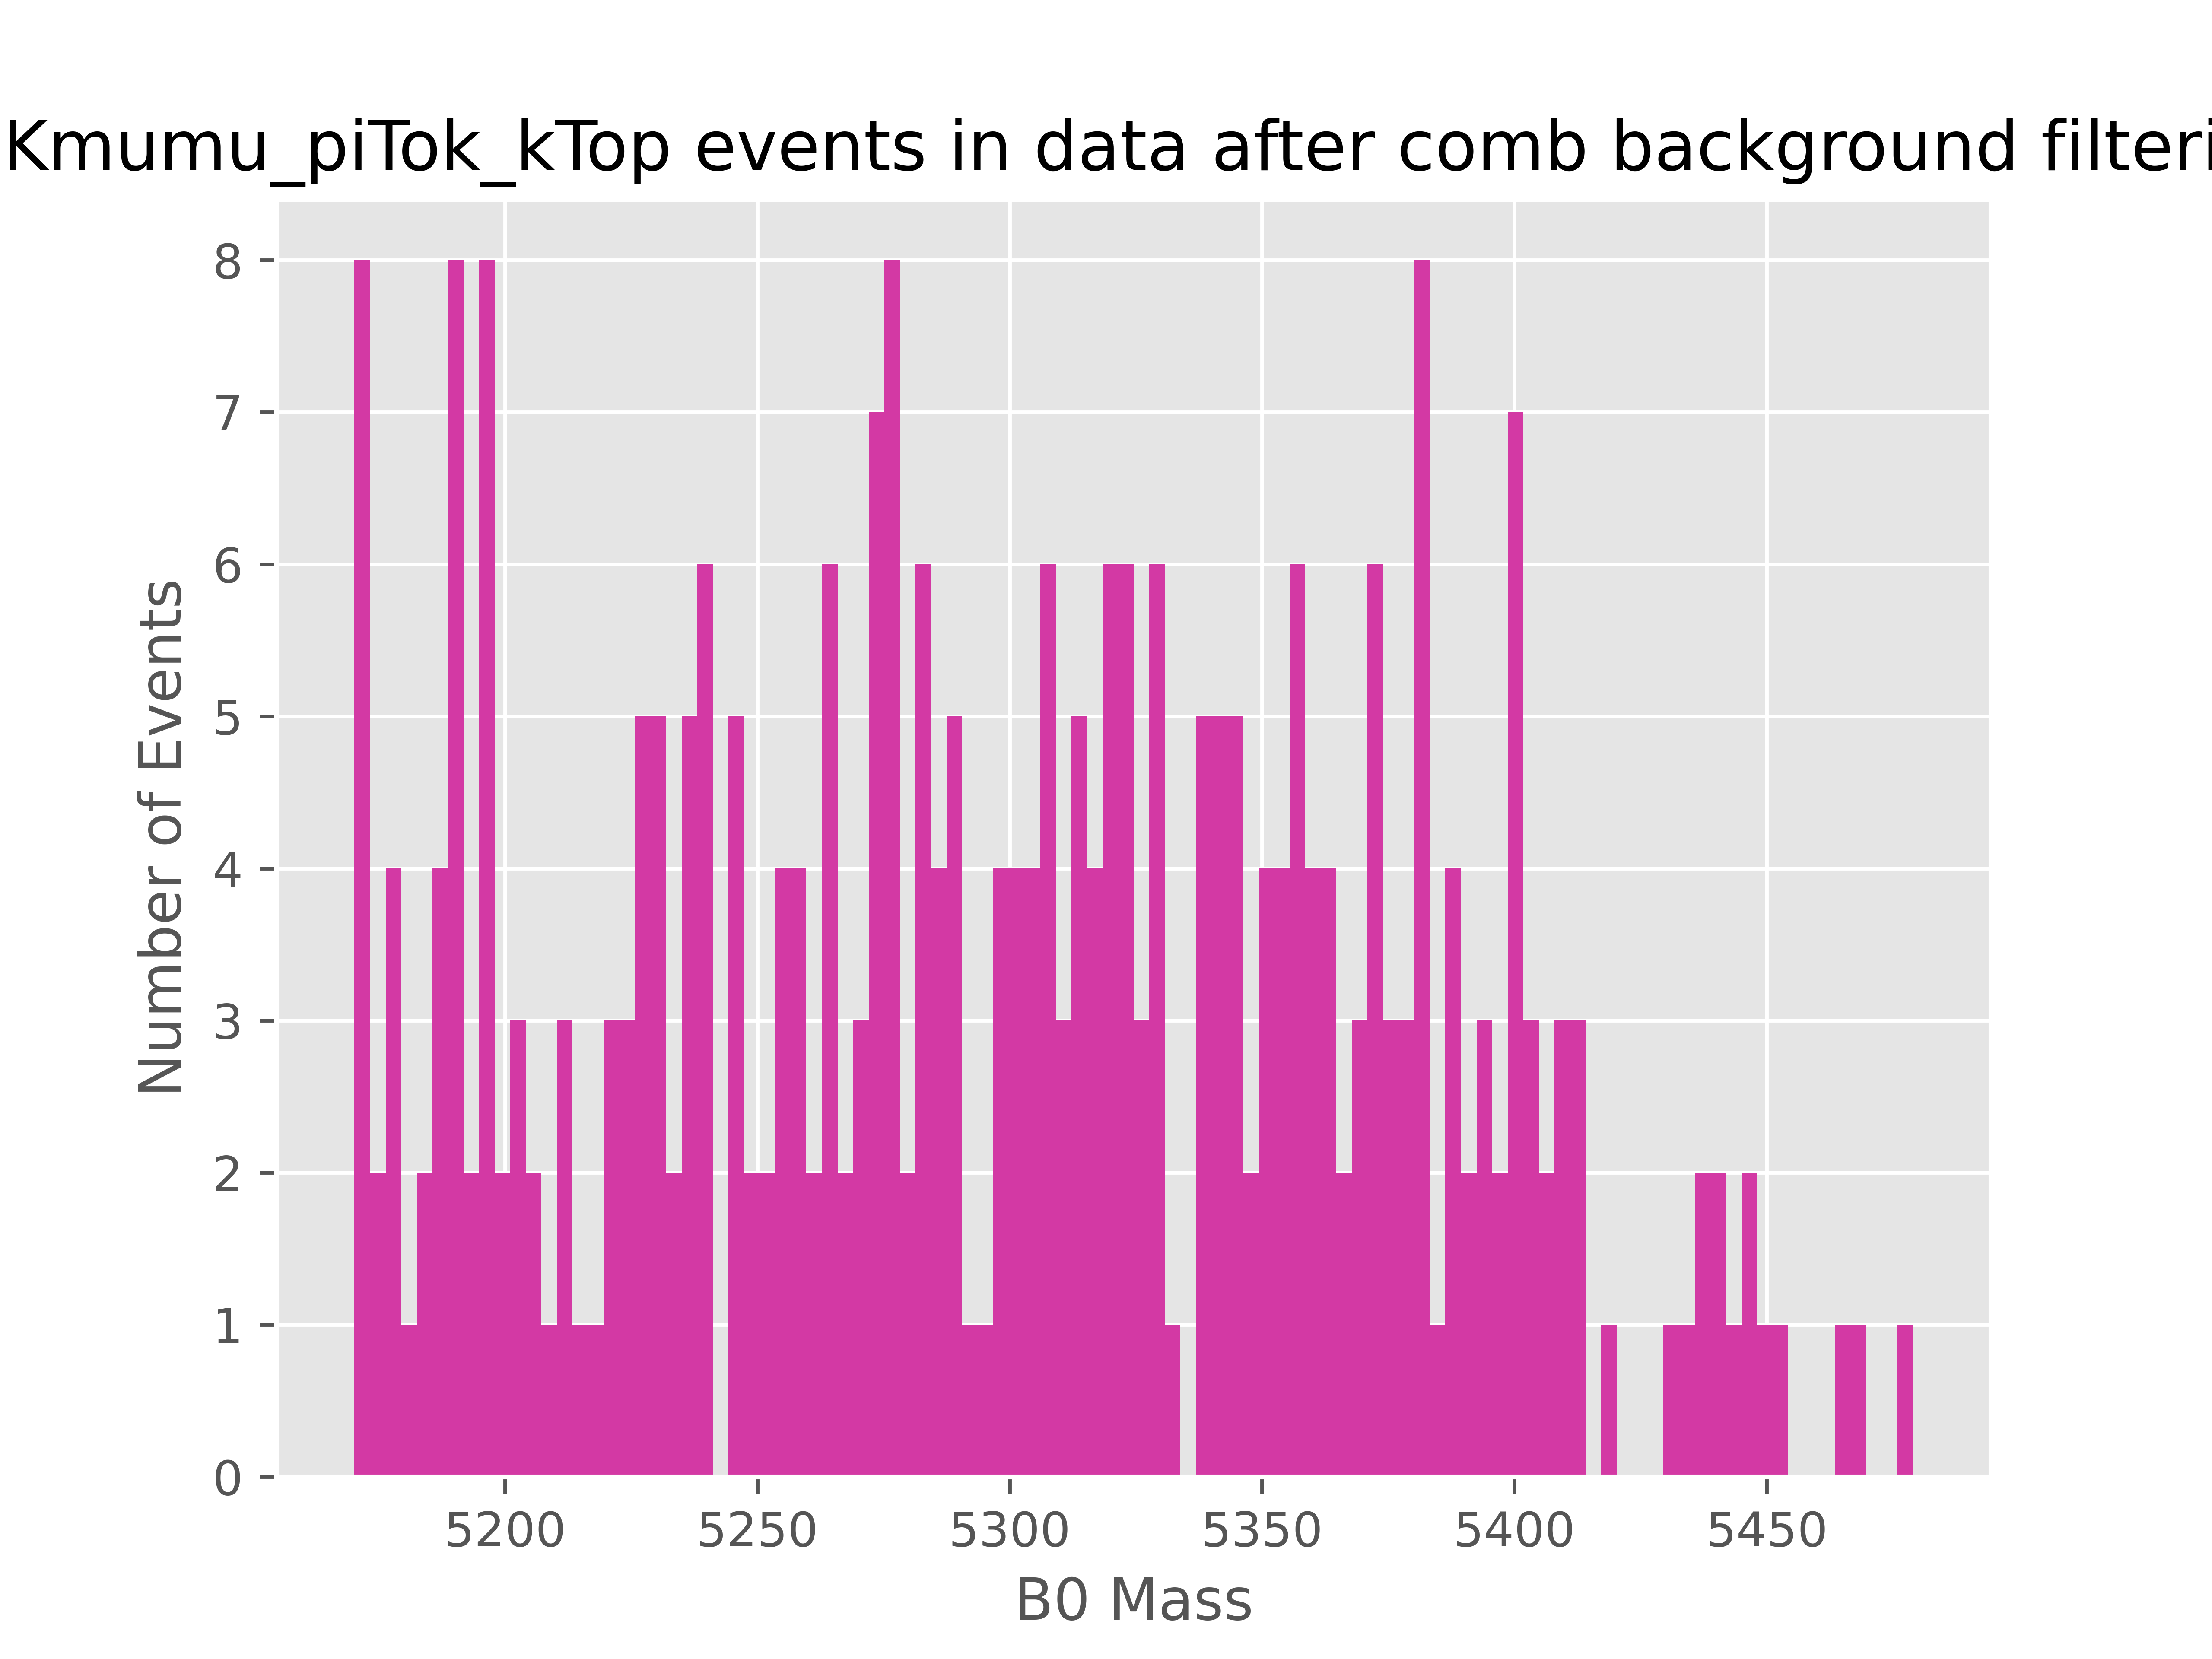 Kmumu_piTok_kTop events in data after comb background filteri
8
7
6
5
4
3
2
1
0
Number of Events
5200 5250 5300 5350 5400 5450
B0 Mass